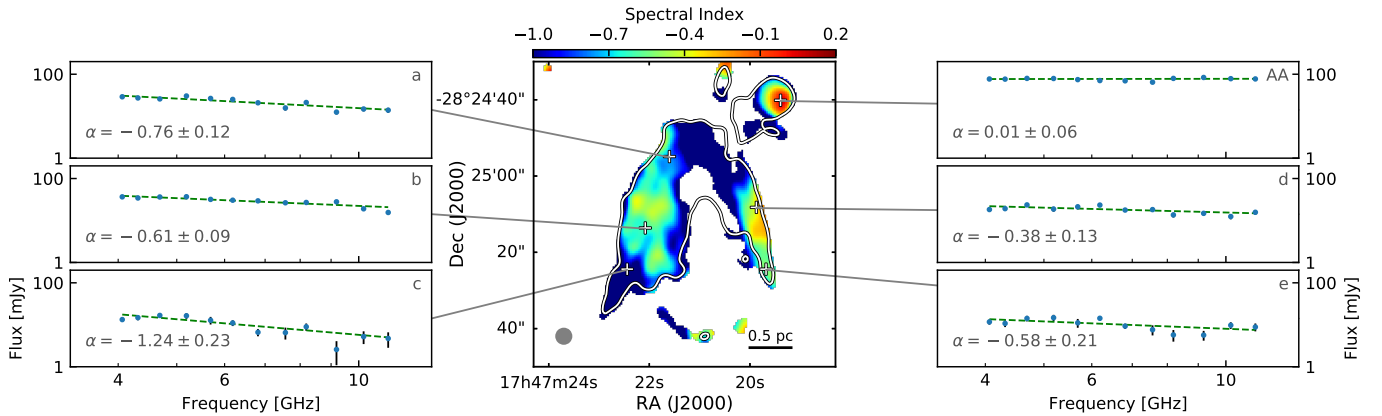 Spectral Index
−1.0 −0.7 −0.4 −0.1 0.2
100
1
a
α = − 0.76 ± 0.12
100
1
b
α = − 0.61 ± 0.09
100
1
c
α = − 1.24 ± 0.23
Flux [mJy]
4 6 10
Frequency [GHz]
-28°24'40"
25'00"
20"
40"
Dec (J2000)
0.5 pc
17h47m24s 22s 20s
RA (J2000)
AA
100
1
α = 0.01 ± 0.06
d
100
1
α = − 0.38 ± 0.13
e
100
1
α = − 0.58 ± 0.21
Flux [mJy]
4 6 10
Frequency [GHz]